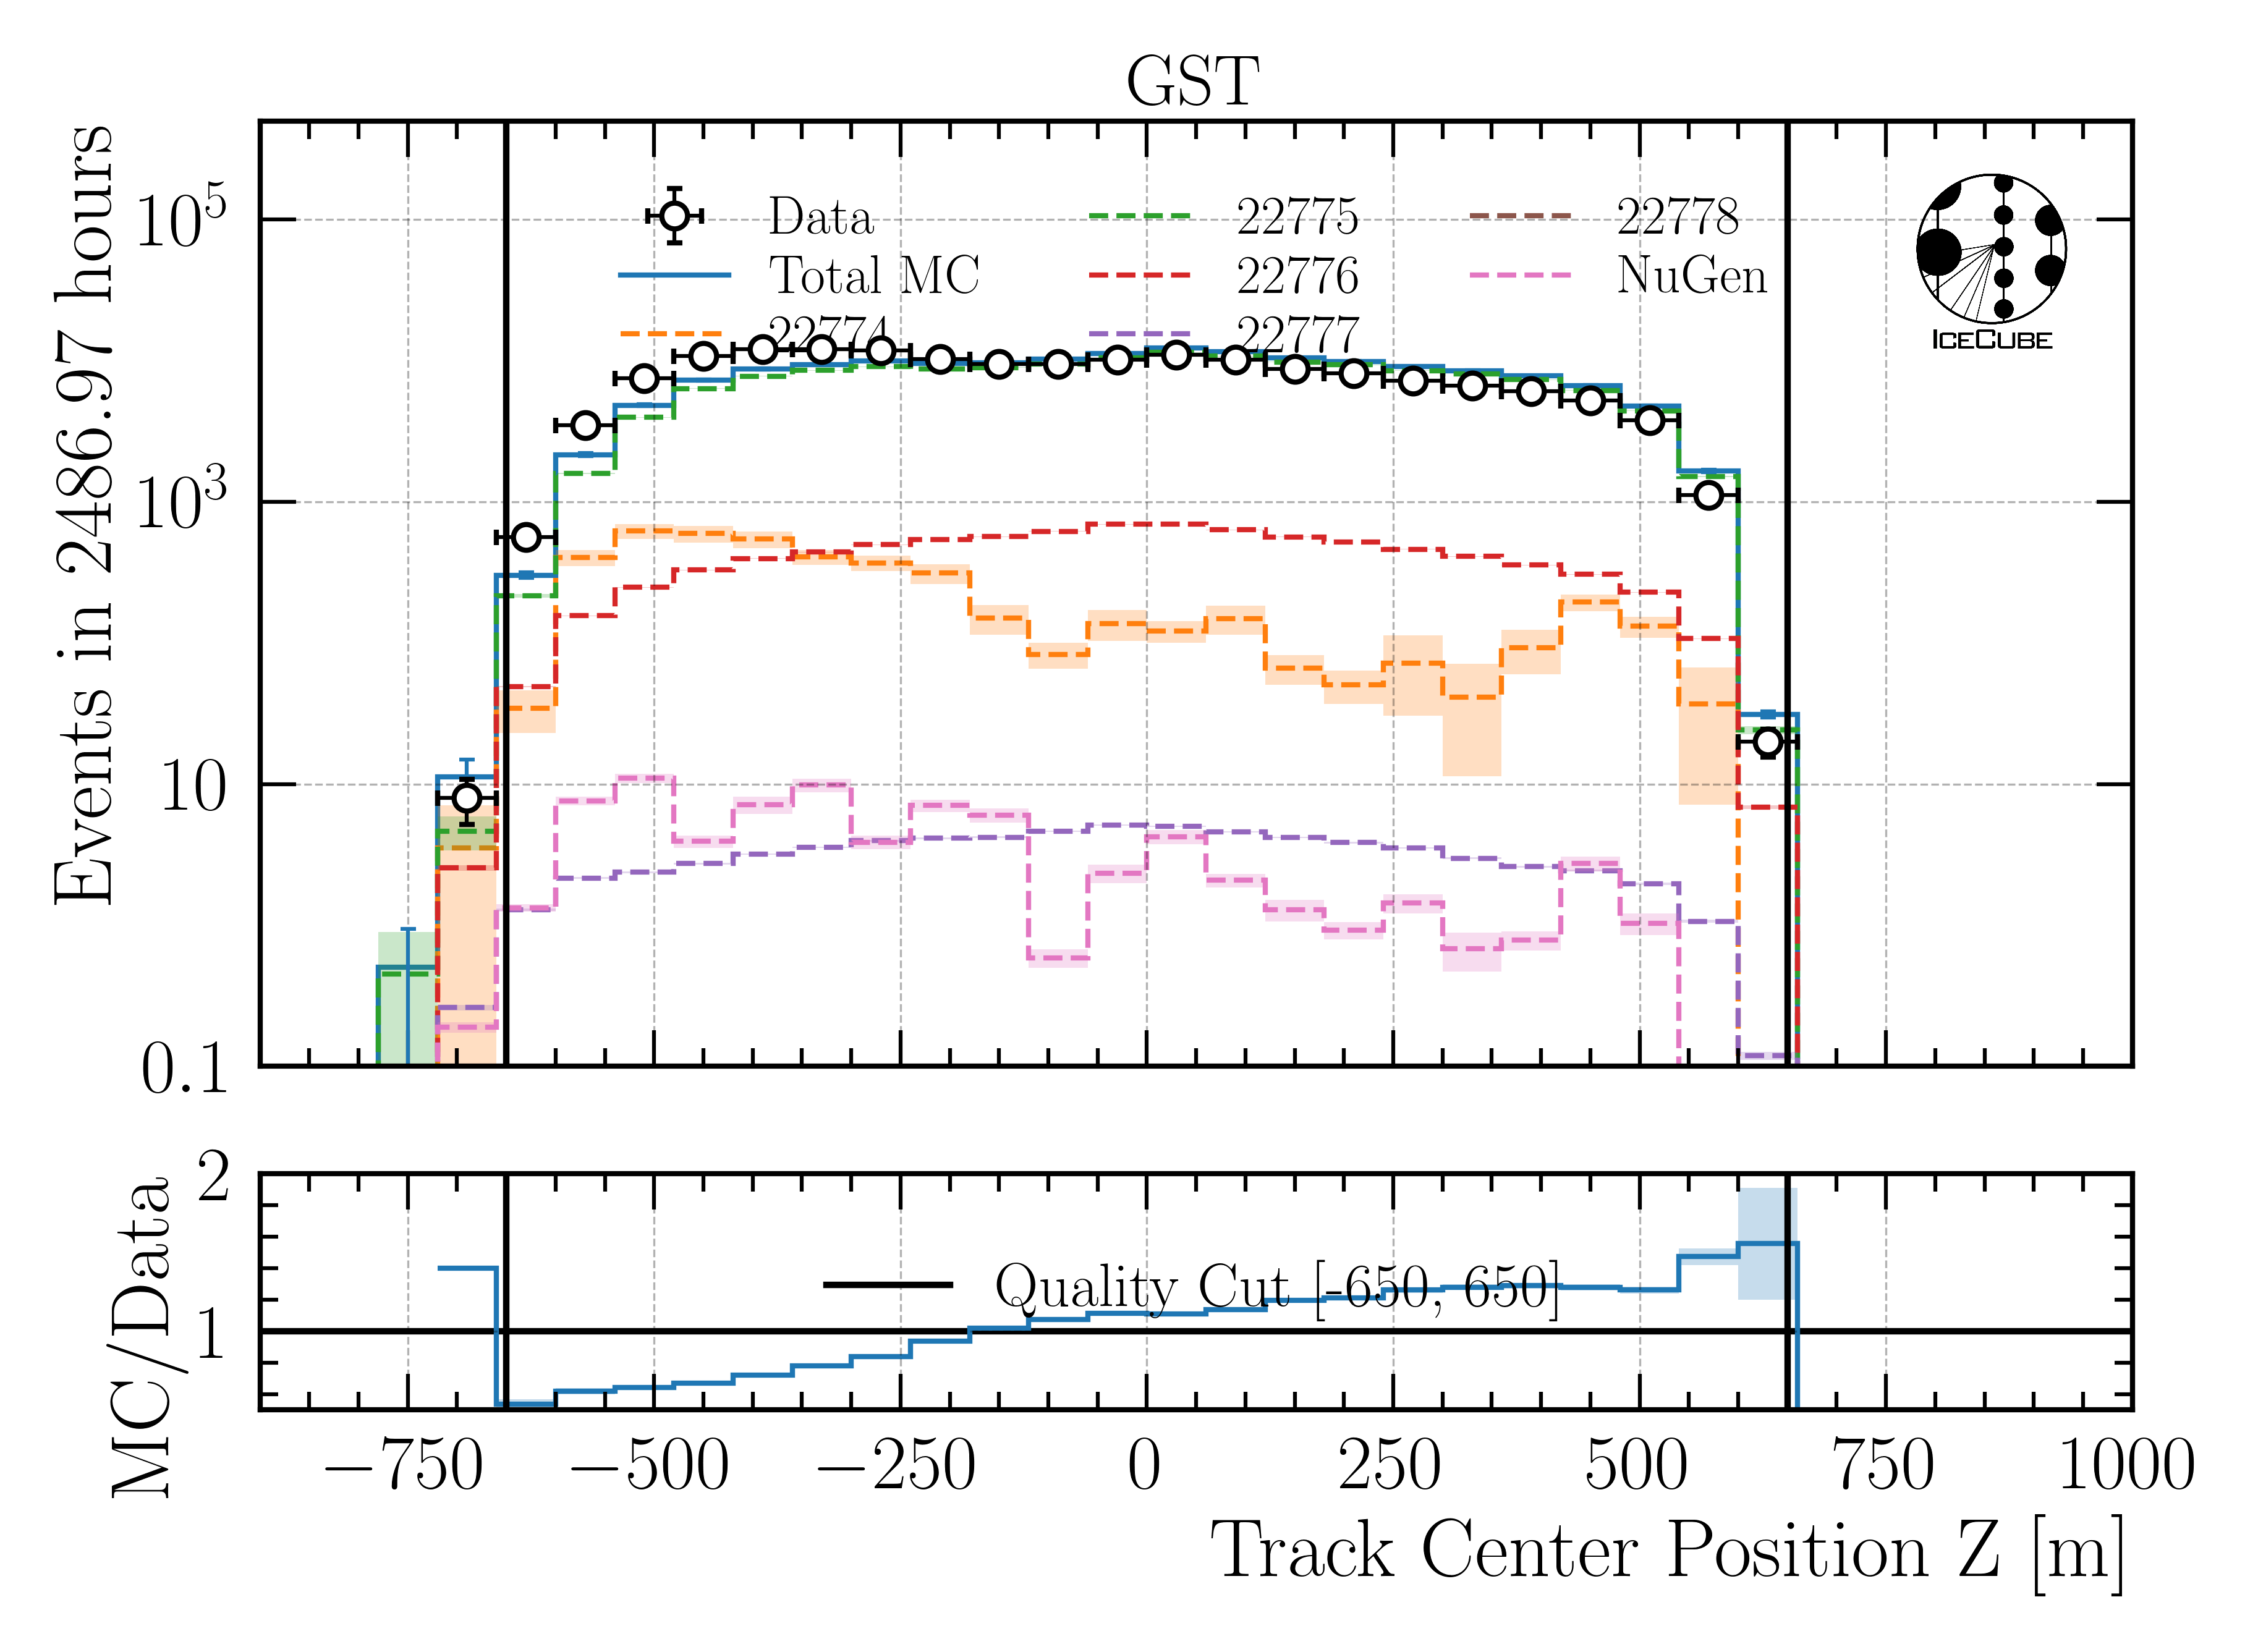 GST
Events in 2486.97 hours
10^5
10^3
10
0.1
Data
Total MC
22774
22775
22776
22777
22778
NuGen
ICECUBE
MC/Data
2
1
Quality Cut [-650, 650]
−750 −500 −250 0 250 500 750 1000
Track Center Position Z [m]